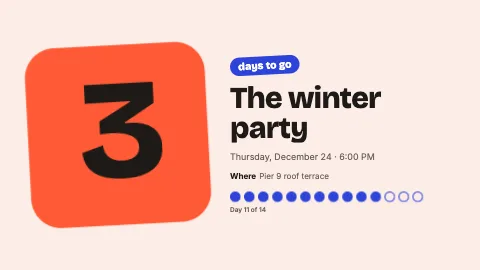 3
days to go
The winter
party
Thursday, December 24 · 6:00 PM
Where Pier 9 roof terrace
Day 11 of 14